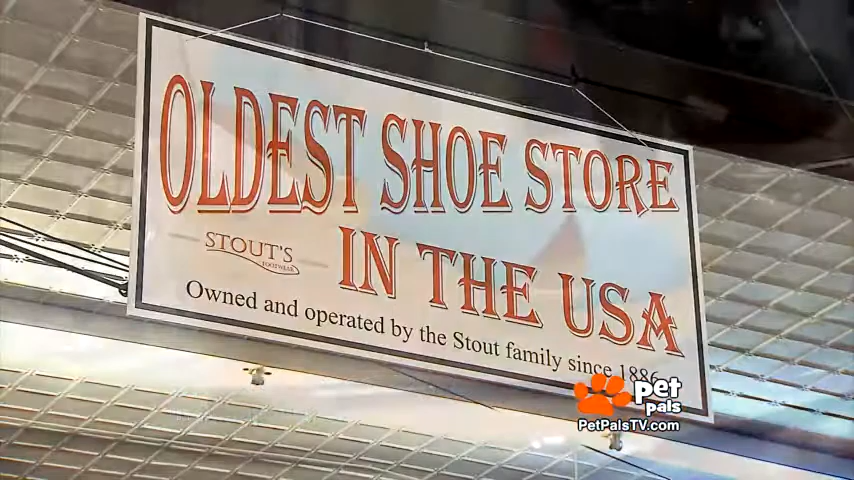 OLDEST SHOE STORE
IN THE USA
STOUT'S
FOOTWEAR
Owned and operated by the Stout family since 1886
pet
pals
PetPalsTV.com